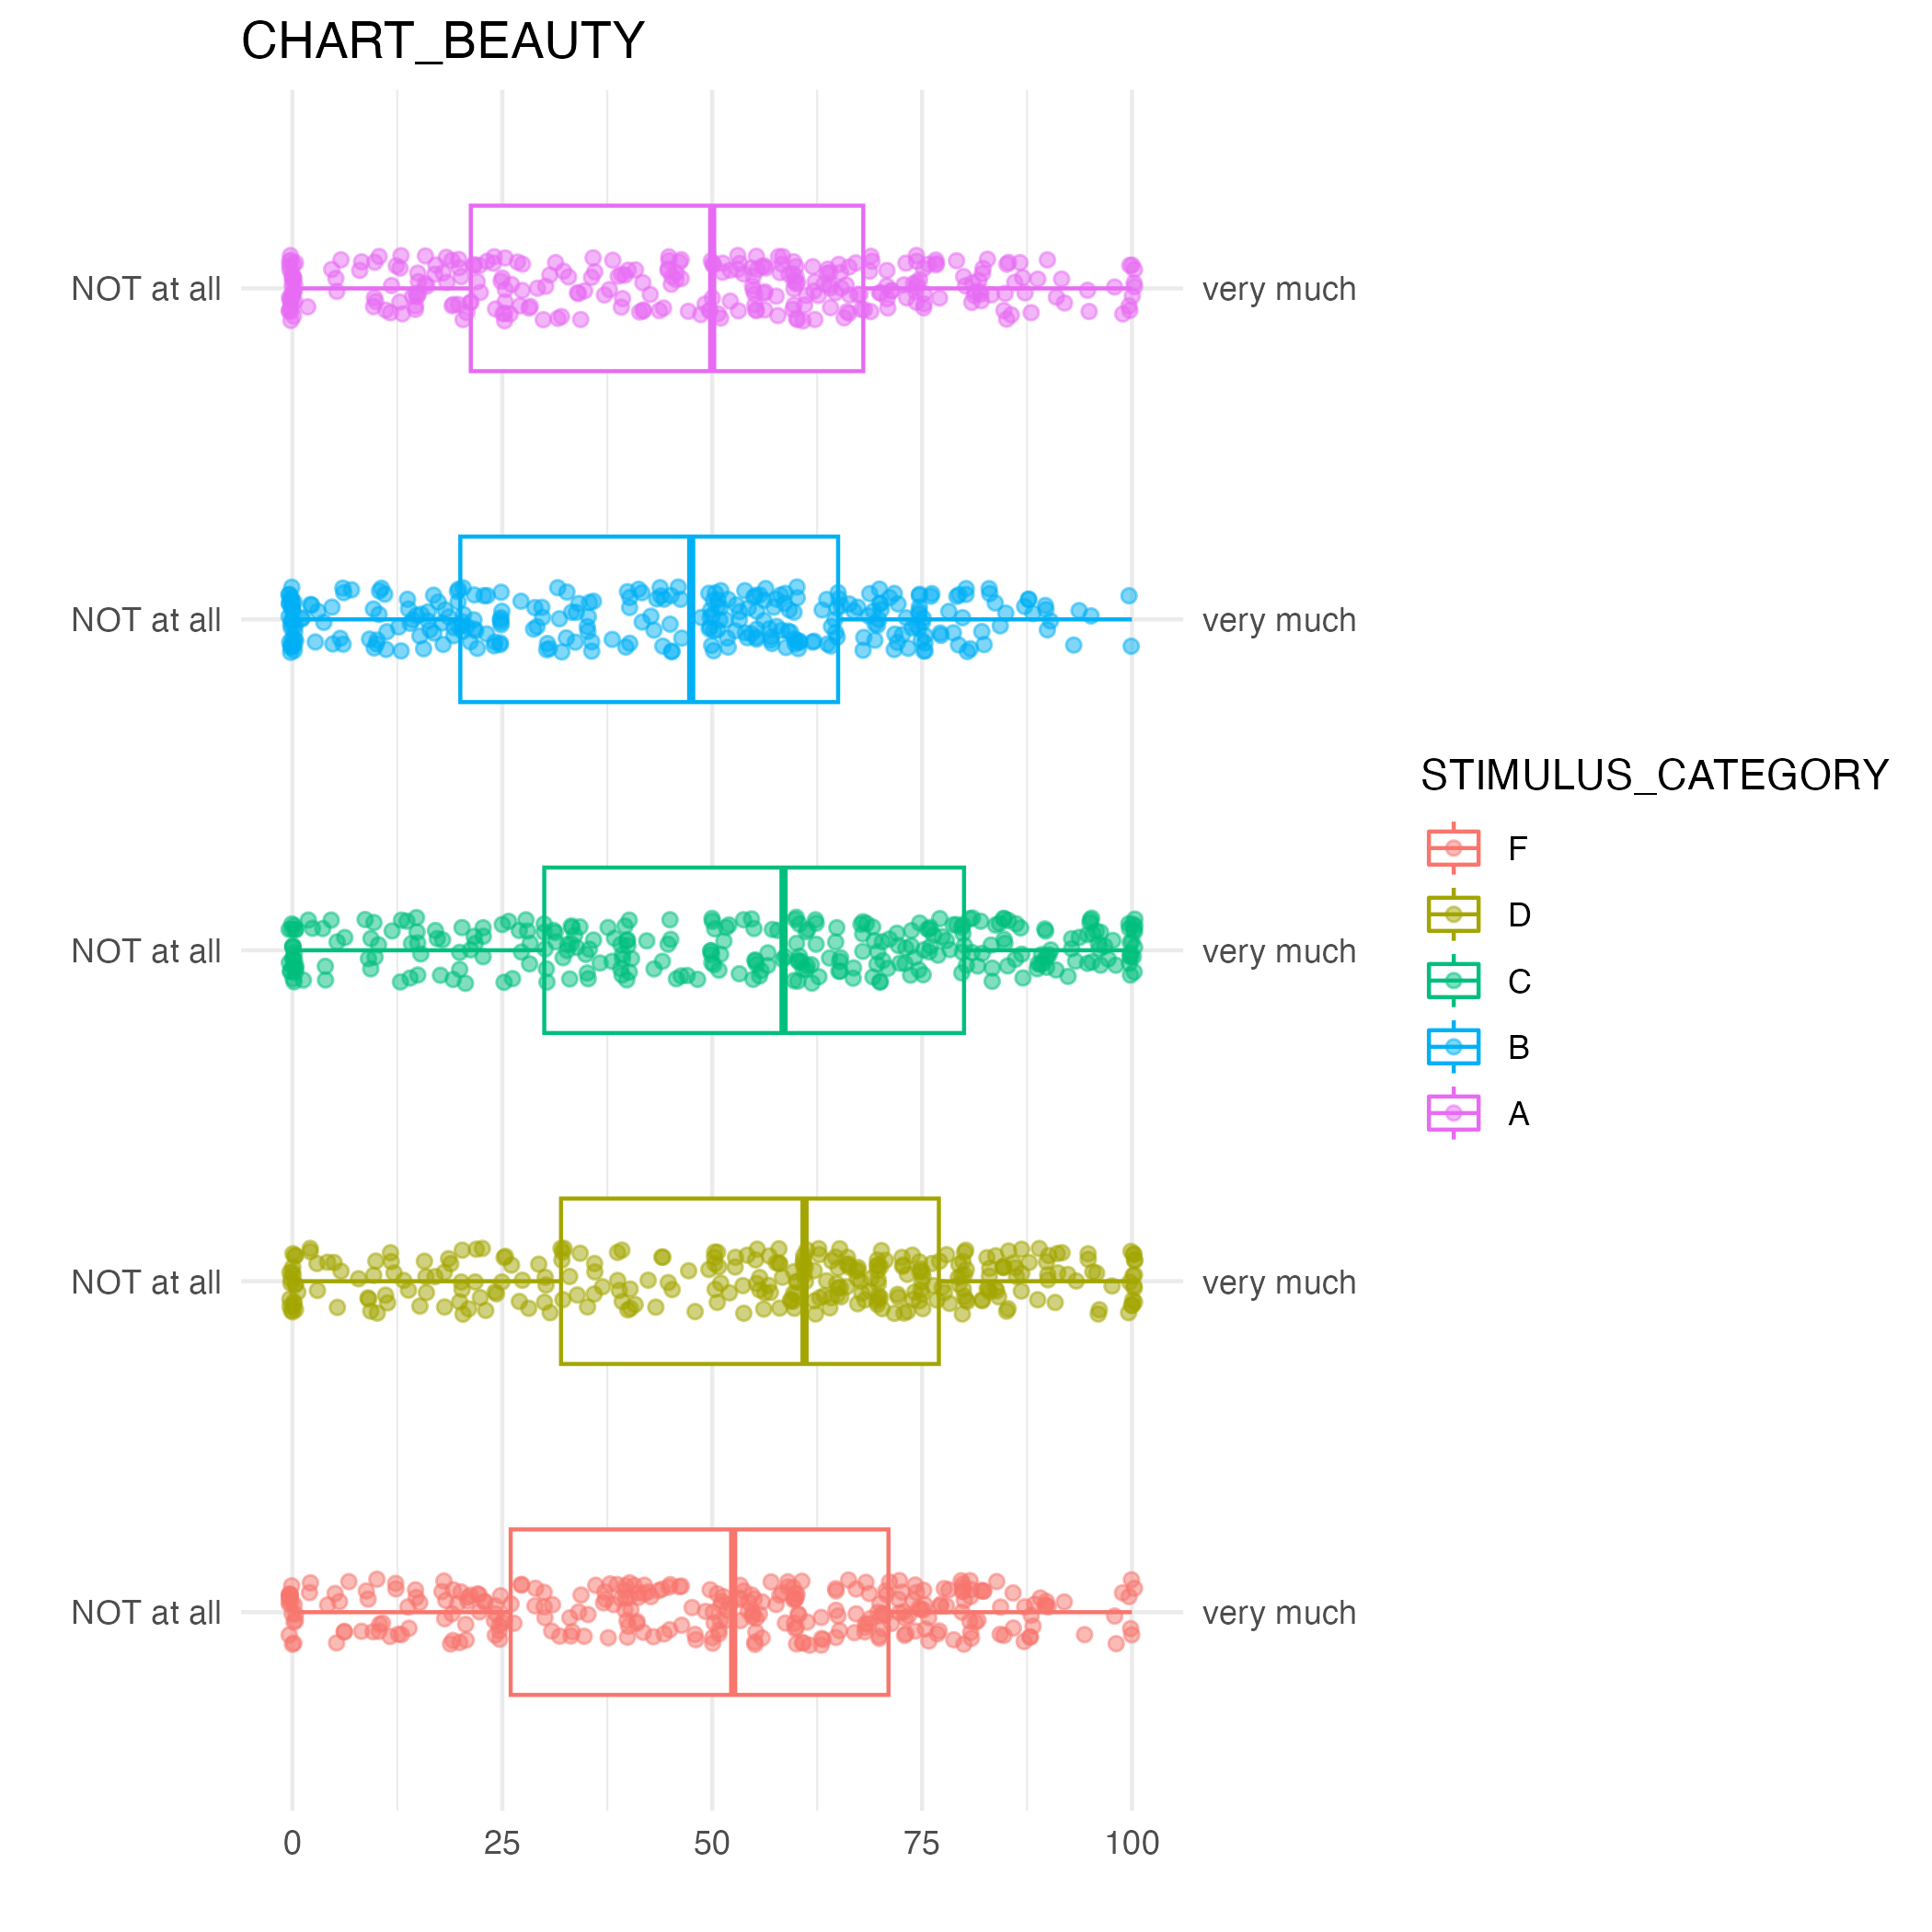 CHART_BEAUTY
NOT at all very much
NOT at all very much
NOT at all very much
NOT at all very much
NOT at all very much
0 25 50 75 100
STIMULUS_CATEGORY
F
D
C
B
A